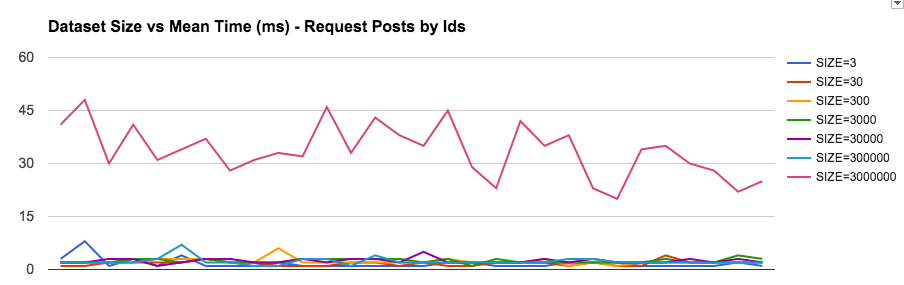 Dataset Size vs Mean Time (ms) - Request Posts by Ids
60
45
30
15
0
SIZE=3
SIZE=30
SIZE=300
SIZE=3000
SIZE=30000
SIZE=300000
SIZE=3000000